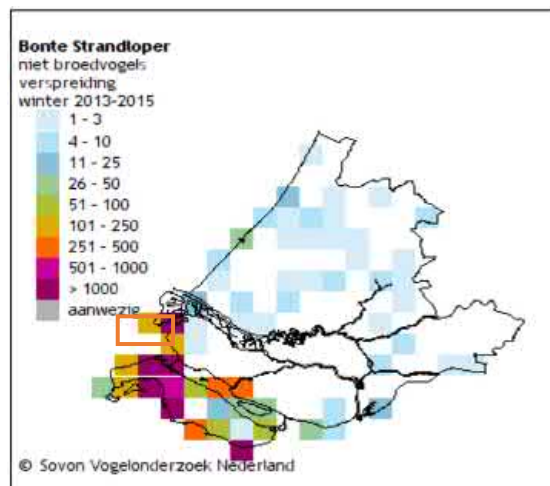 Bonte Strandloper
niet broedvogels
verspreiding
winter 2013-2015
1 - 3
4 - 10
11 - 25
26 - 50
51 - 100
101 - 250
251 - 500
501 - 1000
> 1000
aanwezig
© Sovon Vogelonderzoek Nederland